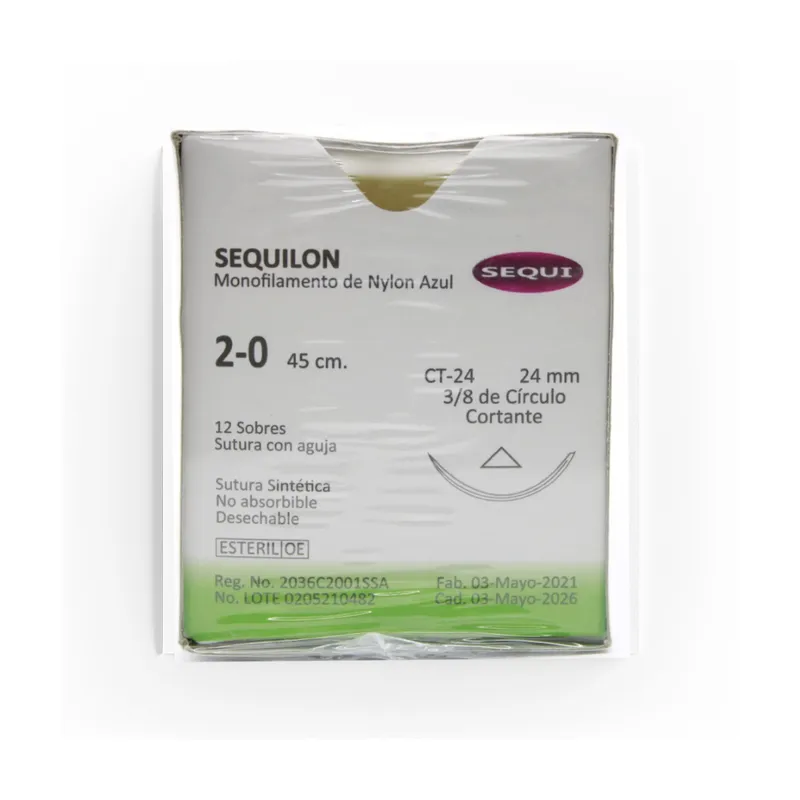 SEQUILON
Monofilamento de Nylon Azul
SEQUI
2-0 45 cm.
CT-24 24 mm
3/8 de Círculo
Cortante
12 Sobres
Sutura con aguja
Sutura Sintética
No absorbible
Desechable
ESTERIL OE
Reg. No. 2036C2001SSA
No. LOTE 0205210482
Fab. 03-Mayo-2021
Cad. 03-Mayo-2026